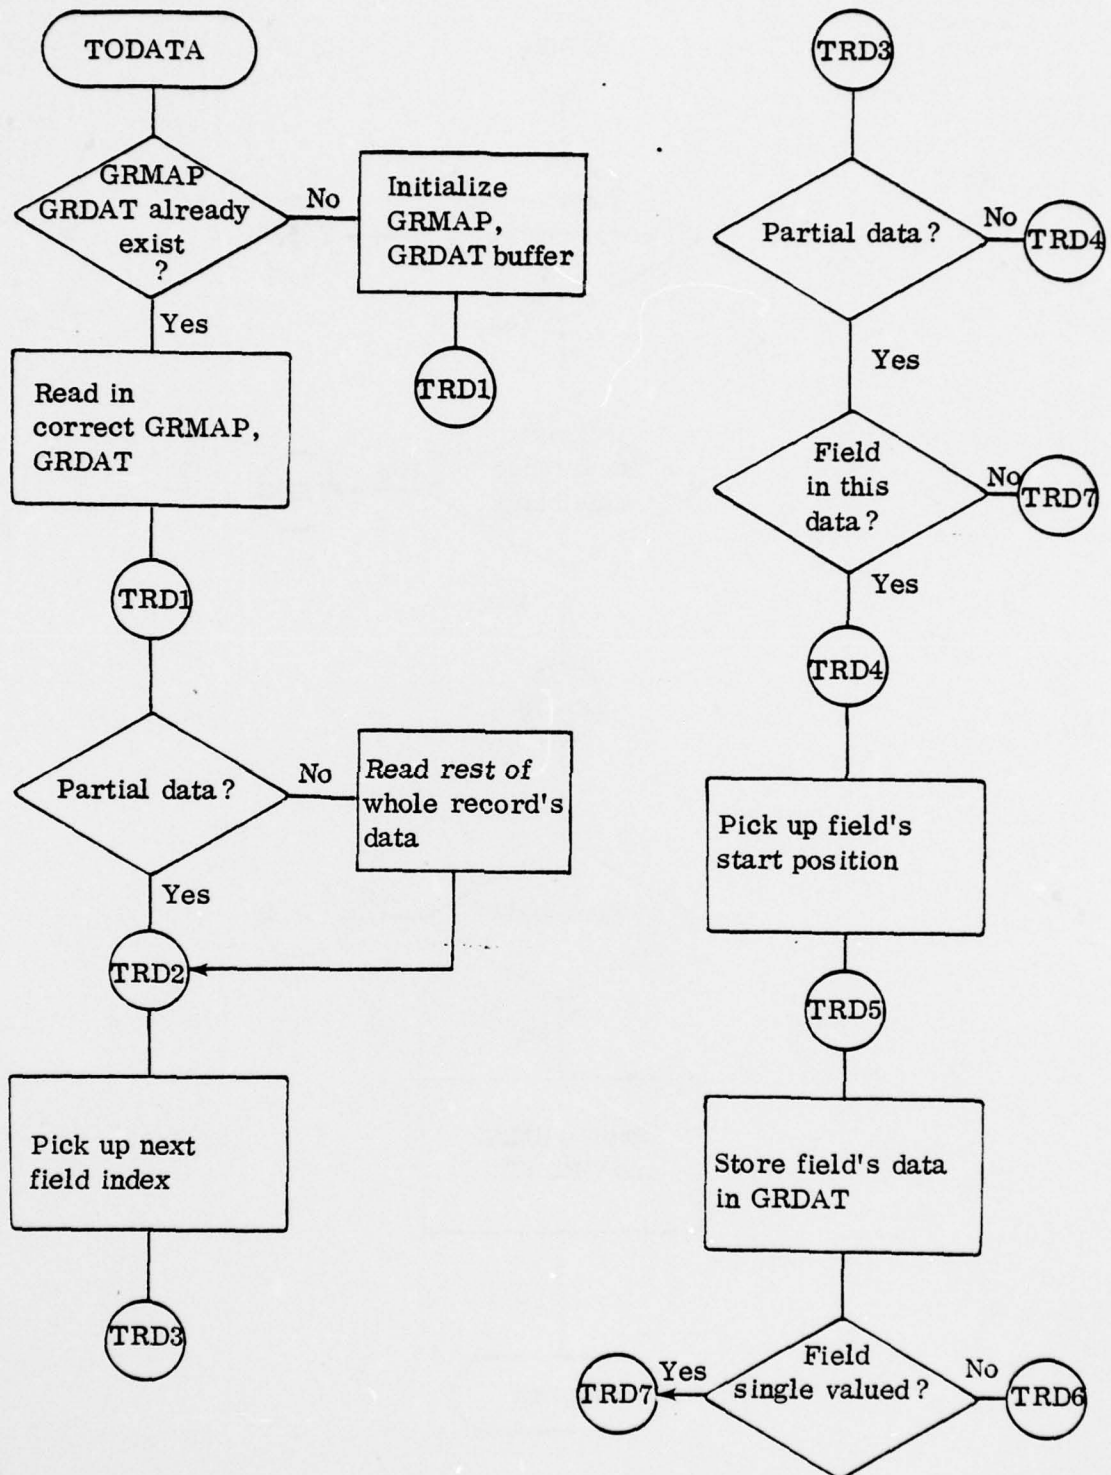 TODATA
GRMAP
GRDAT already
exist
?
No
Initialize
GRMAP,
GRDAT buffer
TRD1
Yes
Read in
correct GRMAP,
GRDAT
TRD1
Partial data?
No
Read rest of
whole record's
data
Yes
TRD2
Pick up next
field index
TRD3
TRD3
Partial data?
No
TRD4
Yes
Field
in this
data?
No
TRD7
Yes
TRD4
Pick up field's
start position
TRD5
Store field's data
in GRDAT
Field
single valued?
Yes
TRD7
No
TRD6